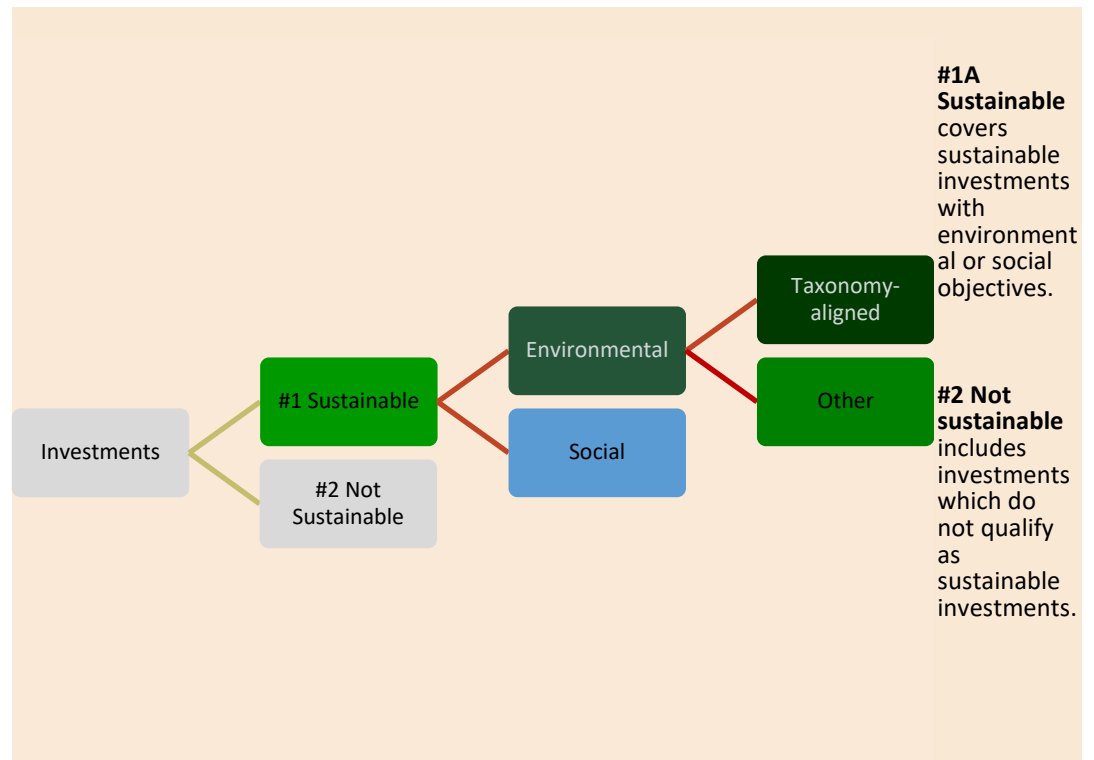 Investments
#1 Sustainable
#2 Not
Sustainable
Environmental
Social
Taxonomy-
aligned
Other
#1A
Sustainable
covers
sustainable
investments
with
environment
al or social
objectives.
#2 Not
sustainable
includes
investments
which do
not qualify
as
sustainable
investments.